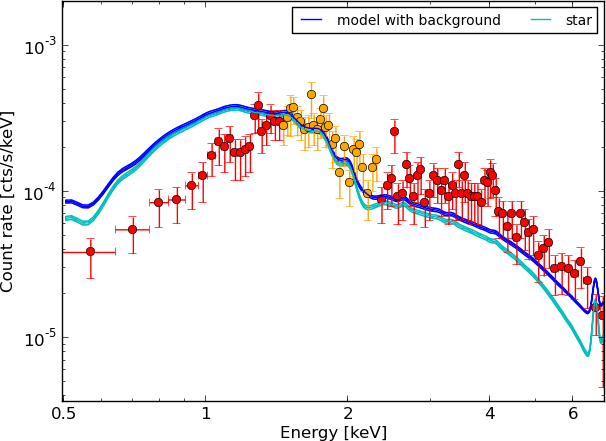 model with background
star
10-3
10-4
10-5
Count rate [cts/s/keV]
0.5
1
2
4
6
Energy [keV]